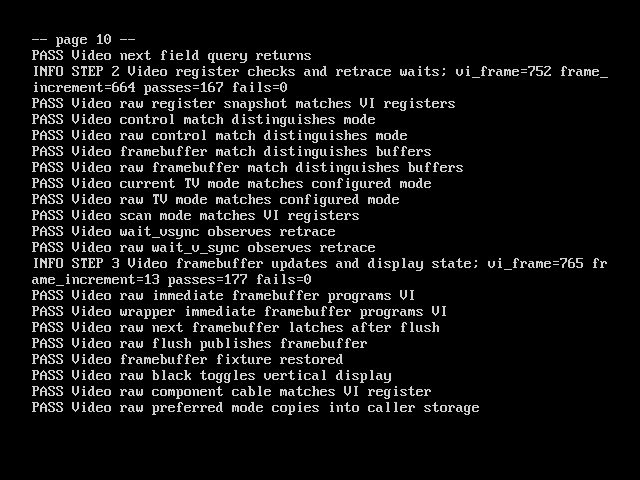 -- page 10 --
PASS Video next field query returns
INFO STEP 2 Video register checks and retrace waits; vi_frame=752 frame_
increment=664 passes=167 fails=0
PASS Video raw register snapshot matches VI registers
PASS Video control match distinguishes mode
PASS Video raw control match distinguishes mode
PASS Video framebuffer match distinguishes buffers
PASS Video raw framebuffer match distinguishes buffers
PASS Video current TV mode matches configured mode
PASS Video raw TV mode matches configured mode
PASS Video scan mode matches VI registers
PASS Video wait_vsync observes retrace
PASS Video raw wait_v_sync observes retrace
INFO STEP 3 Video framebuffer updates and display state; vi_frame=765 fr
ame_increment=13 passes=177 fails=0
PASS Video raw immediate framebuffer programs VI
PASS Video wrapper immediate framebuffer programs VI
PASS Video raw next framebuffer latches after flush
PASS Video raw flush publishes framebuffer
PASS Video framebuffer fixture restored
PASS Video raw black toggles vertical display
PASS Video raw component cable matches VI register
PASS Video raw preferred mode copies into caller storage